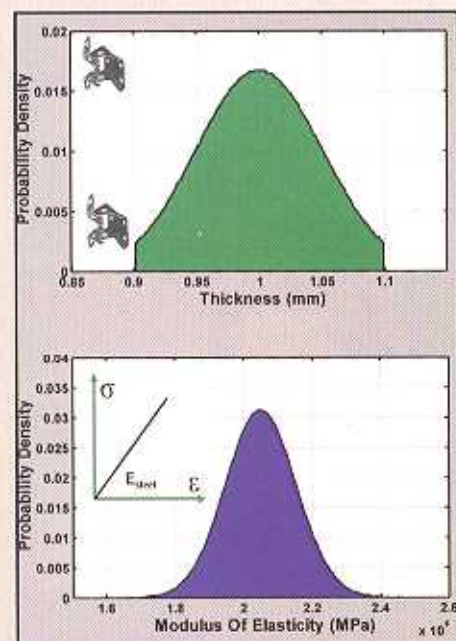 0.02
0.015
0.01
0.005
0
Probability Density
0.85 0.9 0.95 1 1.05 1.1
Thickness (mm)
0.04
0.035
0.03
0.025
0.02
0.015
0.01
0.005
0
Probability Density
σ
E steel
ε
1.6 1.8 2 2.2 2.4 2.6
Modulus Of Elasticity (MPa)